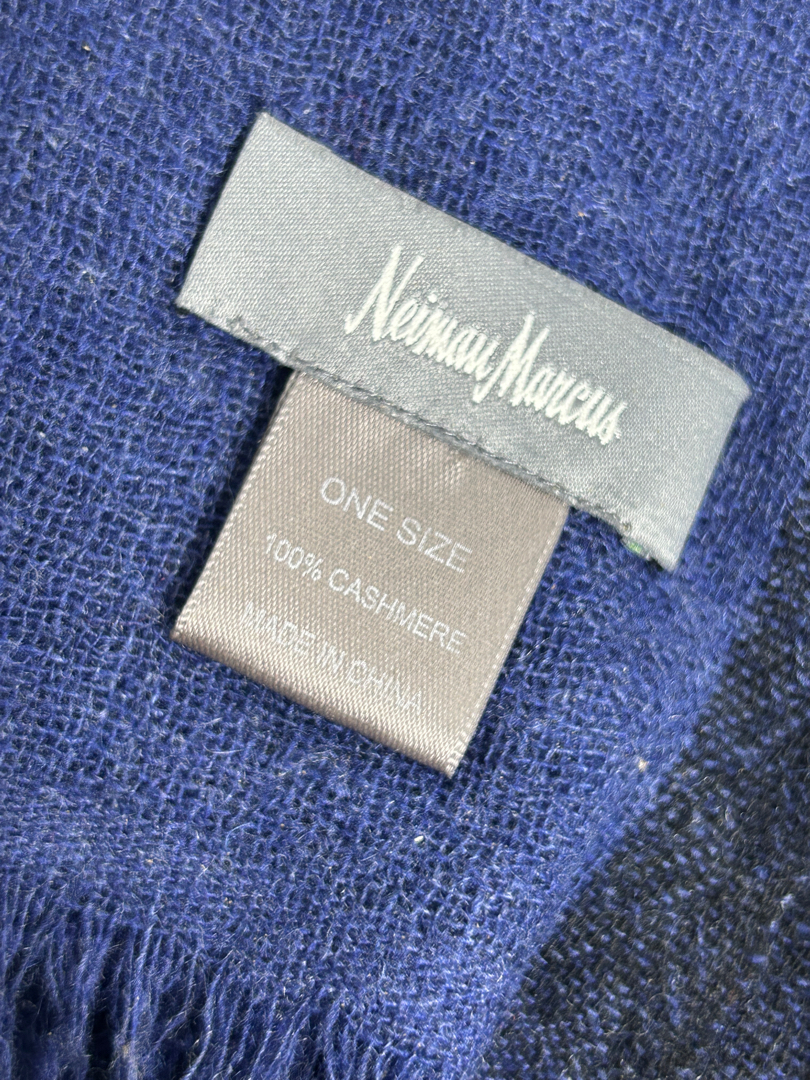 Neiman Marcus
ONE SIZE
100% CASHMERE
MADE IN CHINA